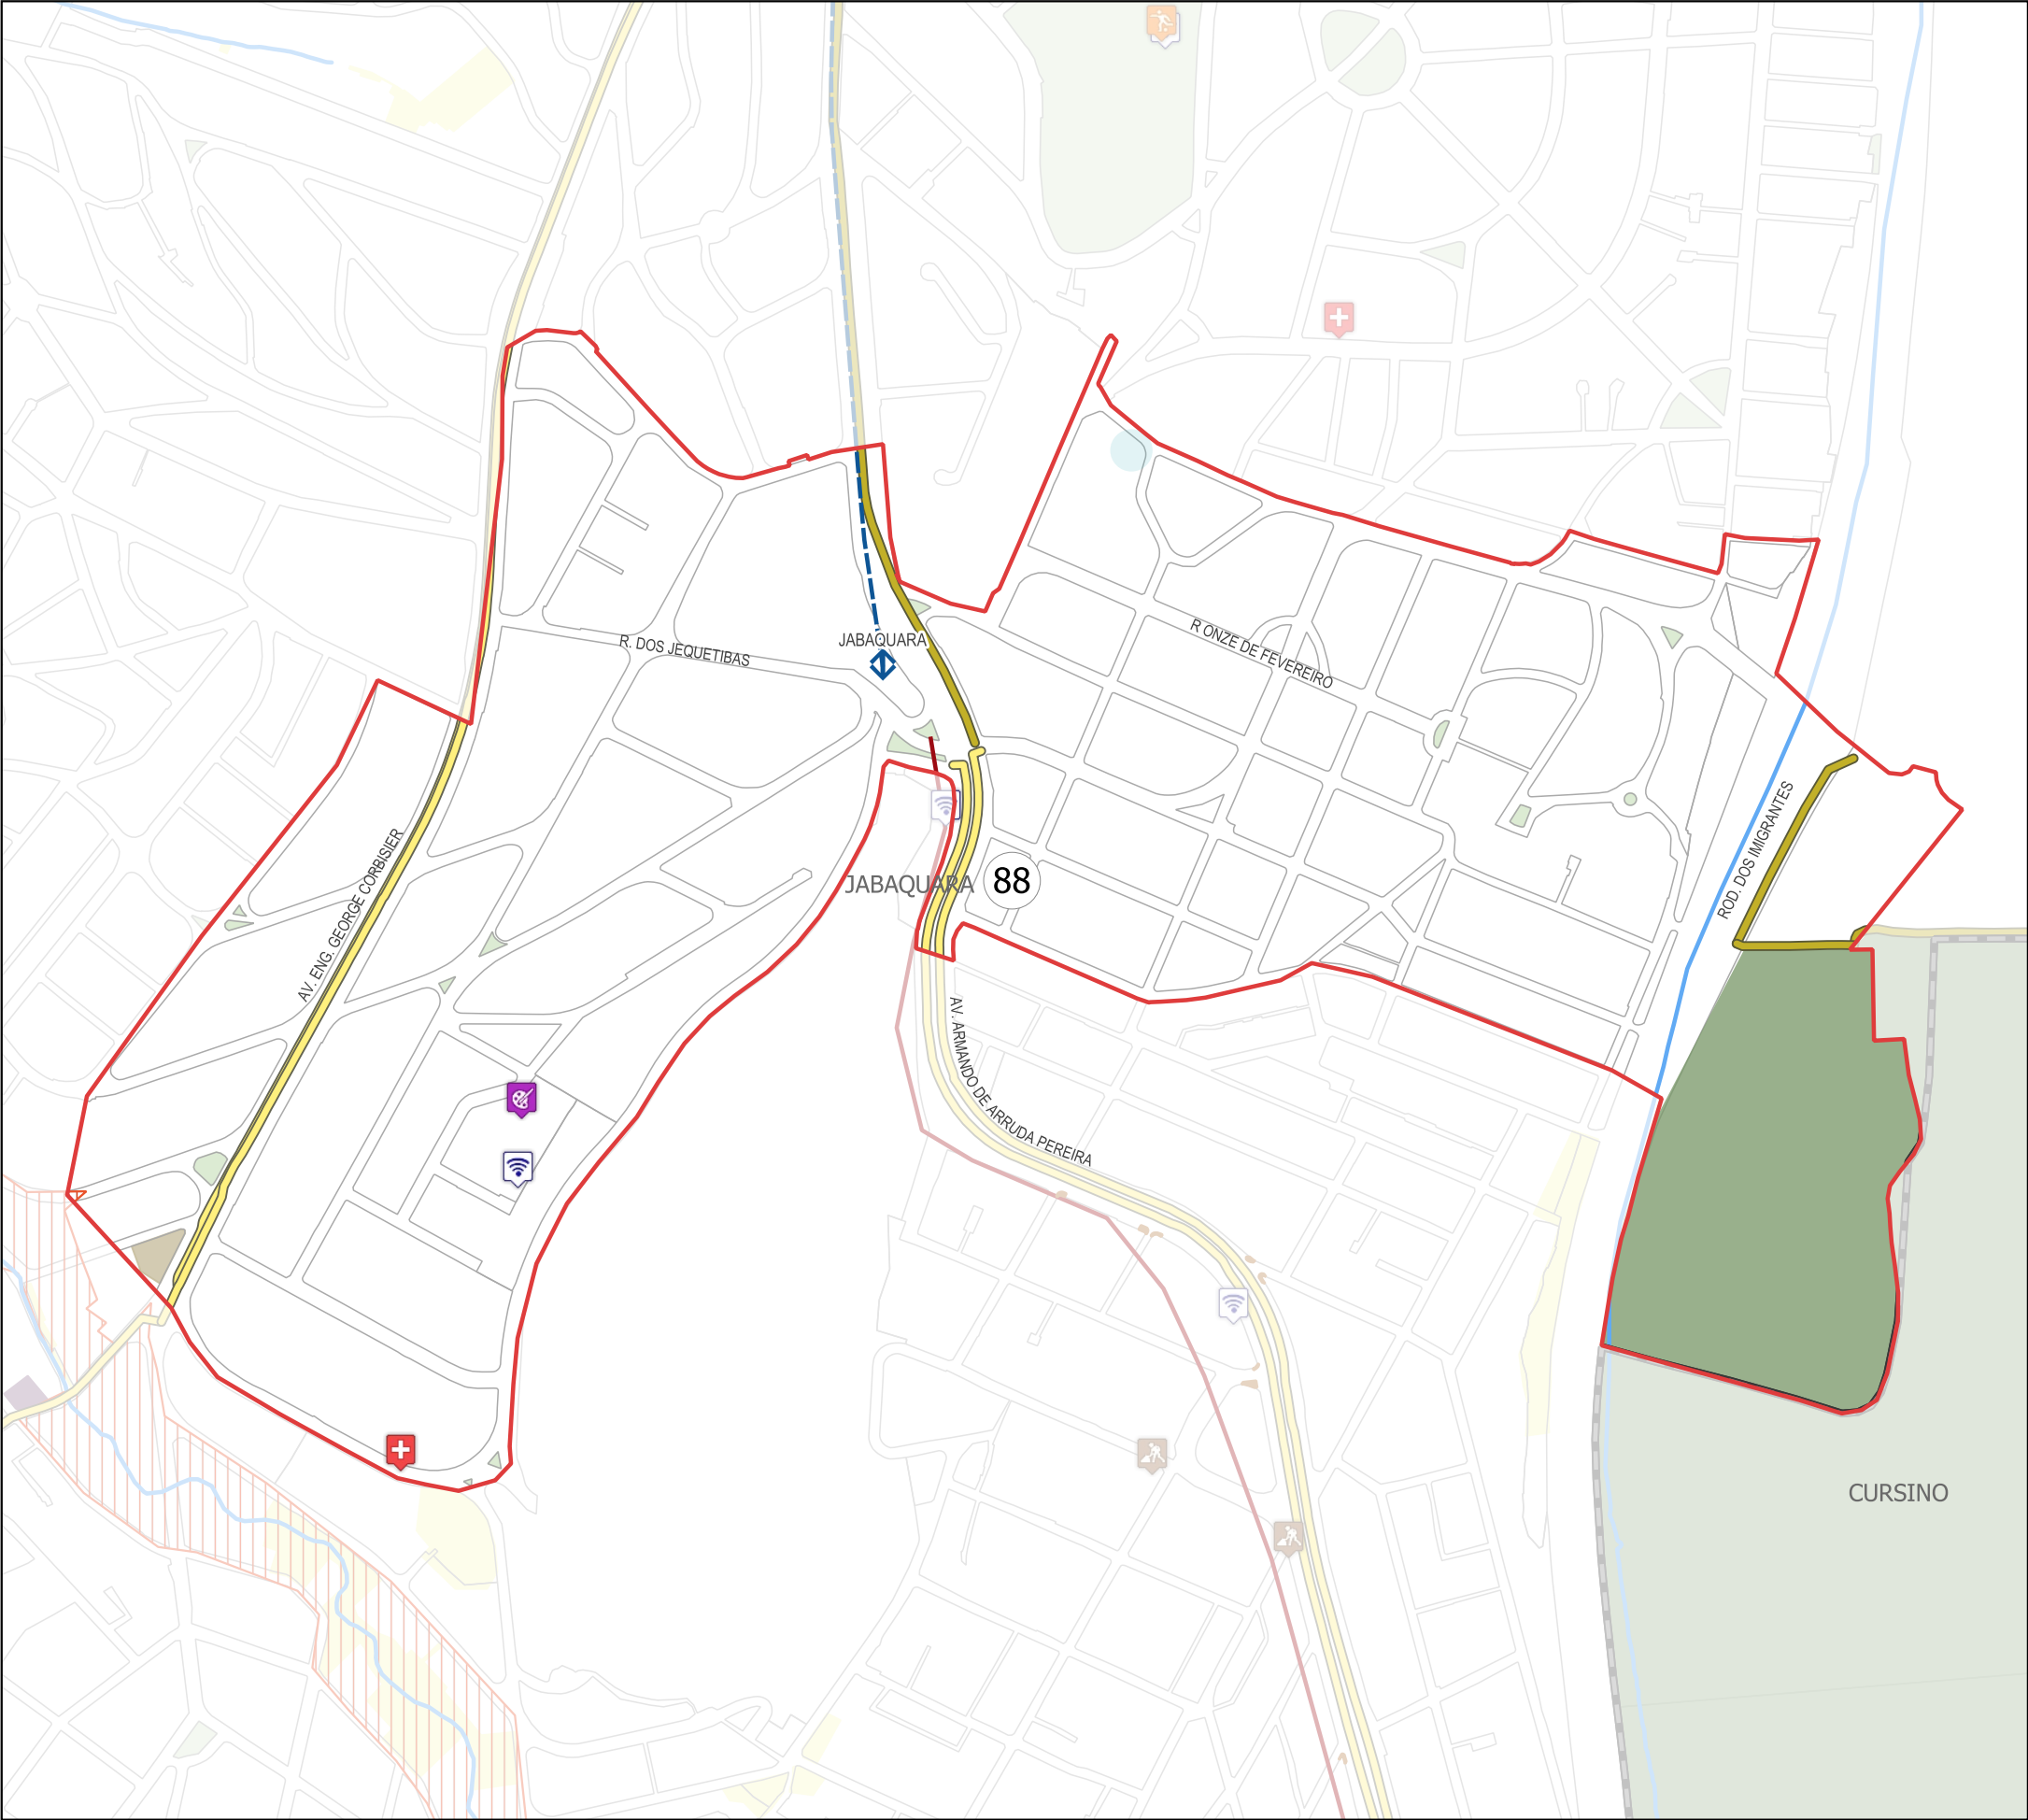 JABAQUARA
R. DOS JEQUETIBAS
R ONZE DE FEVEREIRO
AV. ENG. GEORGE CORBISIER
ROD. DOS IMIGRANTES
JABAQUARA
88
AV. ARMANDO DE ARRUDA PEREIRA
CURSINO